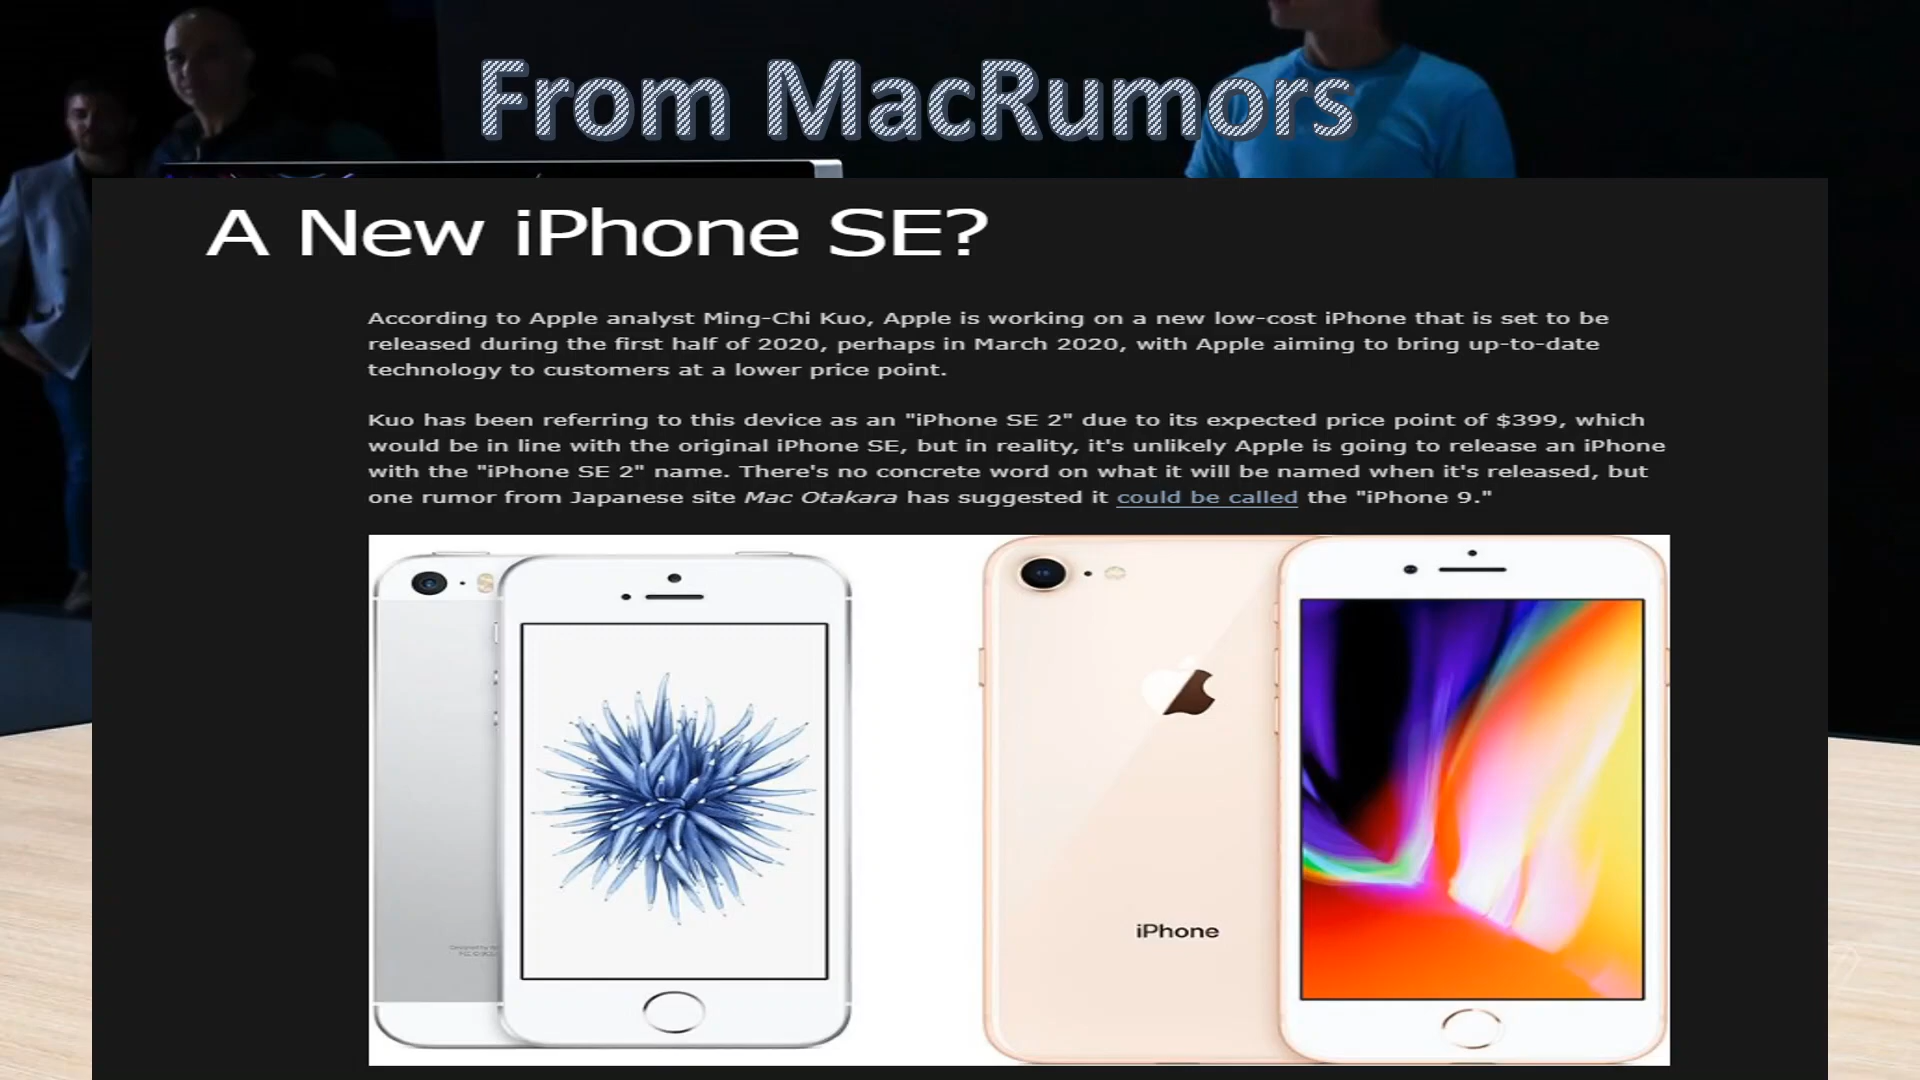 From MacRumors
A New iPhone SE?
According to Apple analyst Ming-Chi Kuo, Apple is working on a new low-cost iPhone that is set to be
released during the first half of 2020, perhaps in March 2020, with Apple aiming to bring up-to-date
technology to customers at a lower price point.
Kuo has been referring to this device as an "iPhone SE 2" due to its expected price point of $399, which
would be in line with the original iPhone SE, but in reality, it's unlikely Apple is going to release an iPhone
with the "iPhone SE 2" name. There's no concrete word on what it will be named when it's released, but
one rumor from Japanese site Mac Otakara has suggested it could be called the "iPhone 9."
iPhone